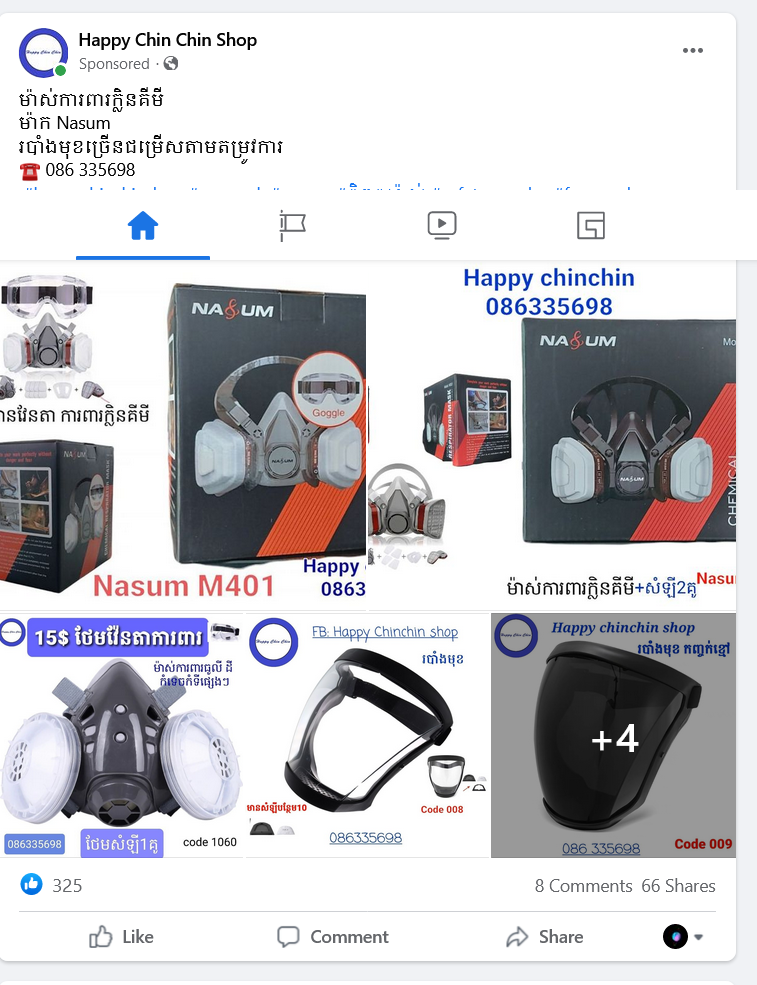 Happy Chin Chin Shop
Sponsored ·
ម៉ាស់ការពារក្លិនគីមី
ម៉ាក Nasum
របាំងមុខច្រើនជម្រើសតាមតម្រូវការ
☎️ 086 335698
NASUM
Goggle
ការពារក្លិនគីមី
NASUM
Nasum M401
Happy
0863
Happy chinchin
086335698
NASUM
RESPIRATOR MASK
CHEMICAL
ម៉ាស់ការពារក្លិនគីមី+សំឡី2គូ
15$ ថែមវ៉ែនតាការពារ
ម៉ាស់ការពារធូលី ដី
កំទេចកំទីផ្សេងៗ
086335698
ថែមសំឡី1គូ
code 1060
Happy Chin Chin
FB: Happy Chinchin shop
របាំងមុខ
មានសំឡីបន្ថែម10
Code 008
086335698
Happy chinchin shop
របាំងមុខ កញ្ចក់ខ្មៅ
+4
086 335698
Code 009
325
8 Comments 66 Shares
Like
Comment
Share